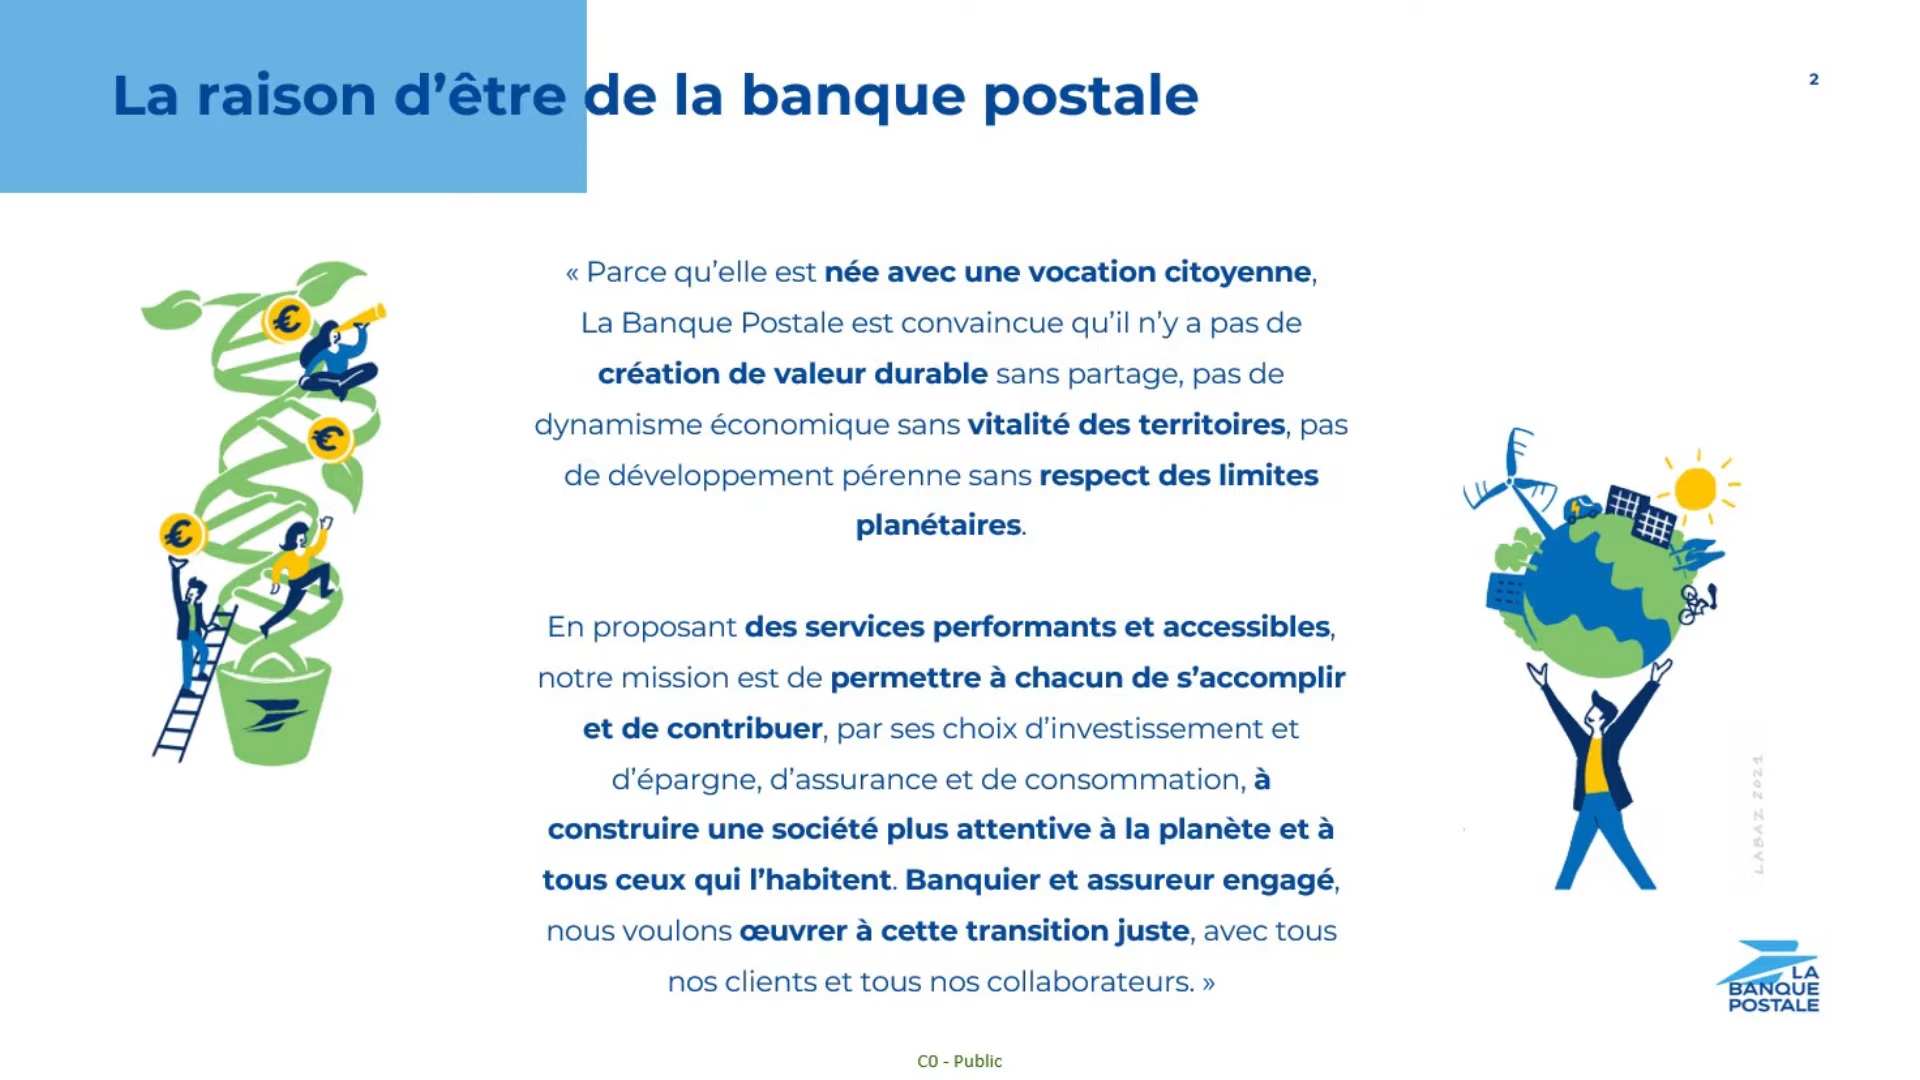 La raison d’être de la banque postale
2
« Parce qu’elle est née avec une vocation citoyenne,
La Banque Postale est convaincue qu’il n’y a pas de
création de valeur durable sans partage, pas de
dynamisme économique sans vitalité des territoires, pas
de développement pérenne sans respect des limites
planétaires.
En proposant des services performants et accessibles,
notre mission est de permettre à chacun de s’accomplir
et de contribuer, par ses choix d’investissement et
d’épargne, d’assurance et de consommation, à
construire une société plus attentive à la planète et à
tous ceux qui l’habitent. Banquier et assureur engagé,
nous voulons œuvrer à cette transition juste, avec tous
nos clients et tous nos collaborateurs. »
€
€
€
LABAZ 2021
LA
BANQUE
POSTALE
C0 - Public